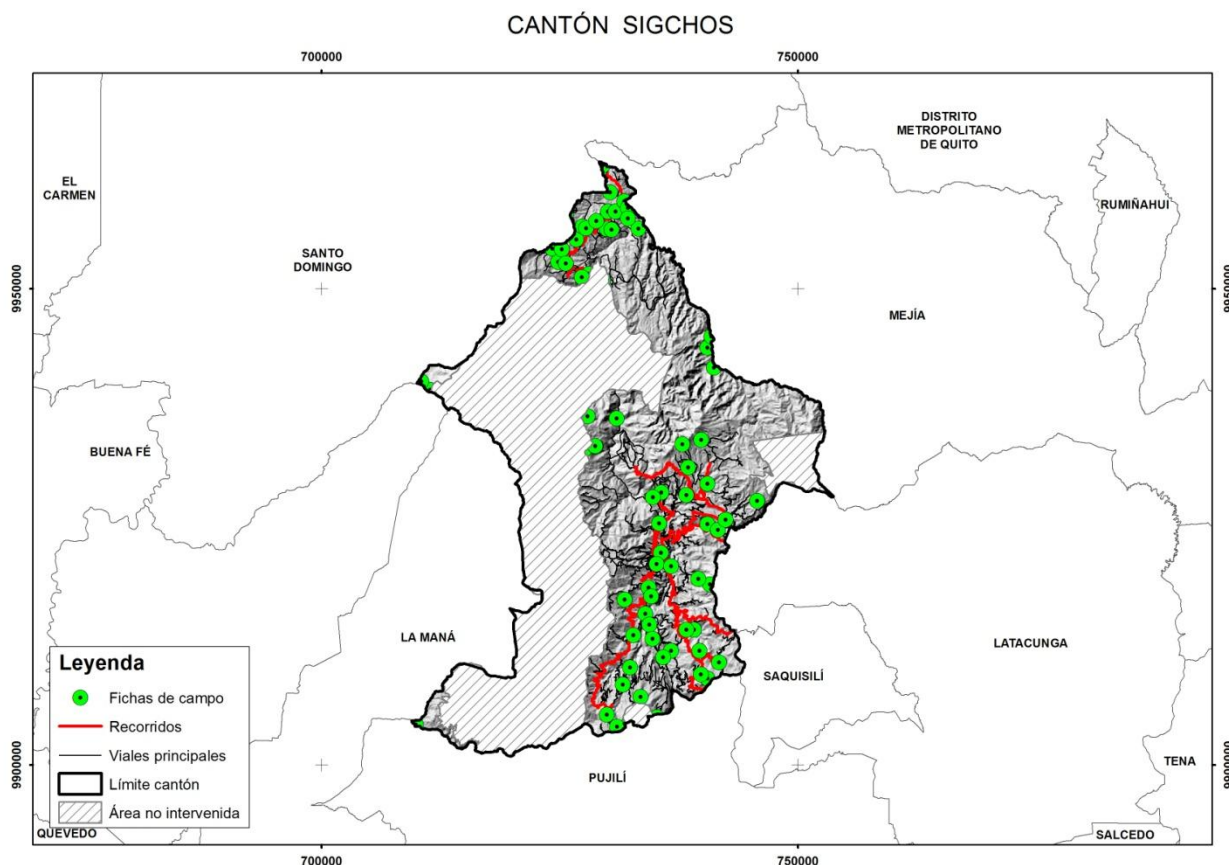 CANTÓN SIGCHOS
700000
750000
DISTRITO
METROPOLITANO
DE QUITO
EL
CARMEN
RUMIÑAHUI
SANTO
DOMINGO
9950000
9950000
MEJÍA
BUENA FÉ
LA MANÁ
LATACUNGA
SAQUISILÍ
Leyenda
Fichas de campo
Recorridos
Viales principales
Límite cantón
Área no intervenida
9900000
9900000
TENA
PUJILÍ
QUEVEDO
SALCEDO
700000
750000